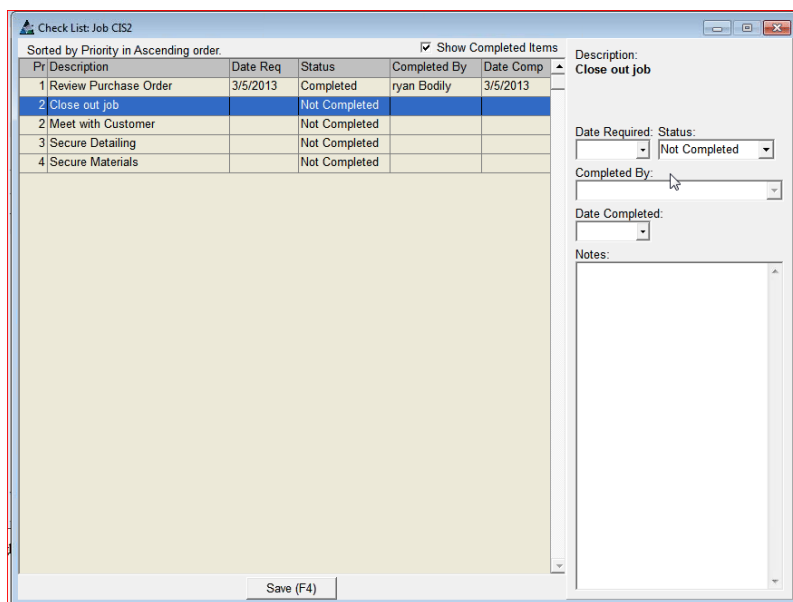 Check List: Job CIS2
Sorted by Priority in Ascending order.
Show Completed Items
Pr Description Date Req Status Completed By Date Comp
1 Review Purchase Order 3/5/2013 Completed ryan Bodily 3/5/2013
2 Close out job Not Completed
2 Meet with Customer Not Completed
3 Secure Detailing Not Completed
4 Secure Materials Not Completed
Save (F4)
Description:
Close out job
Date Required: Status:
Not Completed
Completed By:
Date Completed:
Notes: